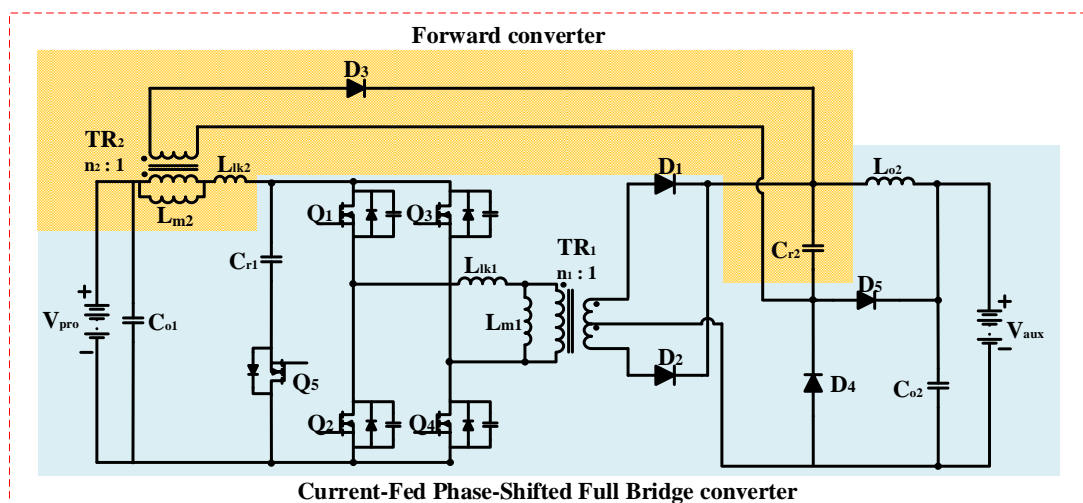 Forward converter
D3
TR2
n2 : 1
Llk2
Lm2
D1
Lo2
Q1
Q3
TR1
n1 : 1
Cr1
Cr2
Llk1
D5
Lm1
Vpro
Co1
Vaux
D2
Q5
D4
Co2
Q2
Q4
Current-Fed Phase-Shifted Full Bridge converter